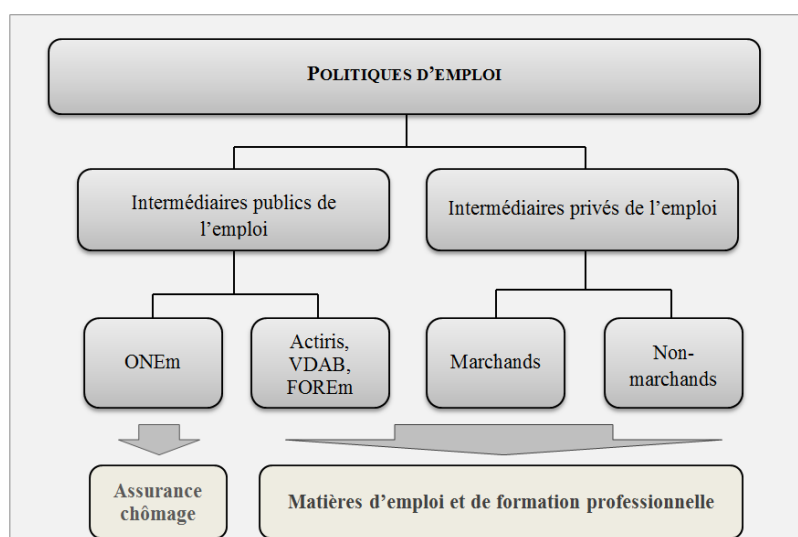 POLITIQUES D'EMPLOI
Intermédiaires publics de
l'emploi
Intermédiaires privés de l'emploi
ONEm
Actiris,
VDAB,
FOREm
Marchands
Non-
marchands
Assurance
chômage
Matières d'emploi et de formation professionnelle